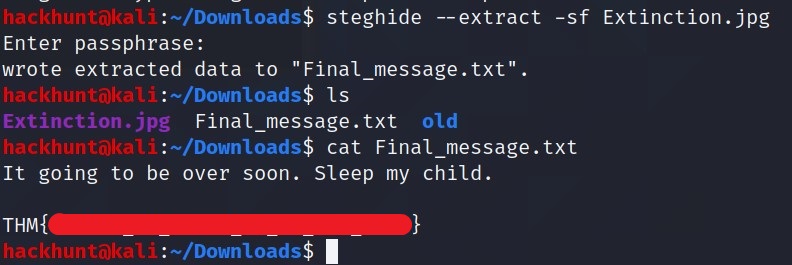 hackhunt@kali:~/Downloads$ steghide --extract -sf Extinction.jpg
Enter passphrase:
wrote extracted data to "Final_message.txt".
hackhunt@kali:~/Downloads$ ls
Extinction.jpg  Final_message.txt  old
hackhunt@kali:~/Downloads$ cat Final_message.txt
It going to be over soon. Sleep my child.
THM{}
hackhunt@kali:~/Downloads$